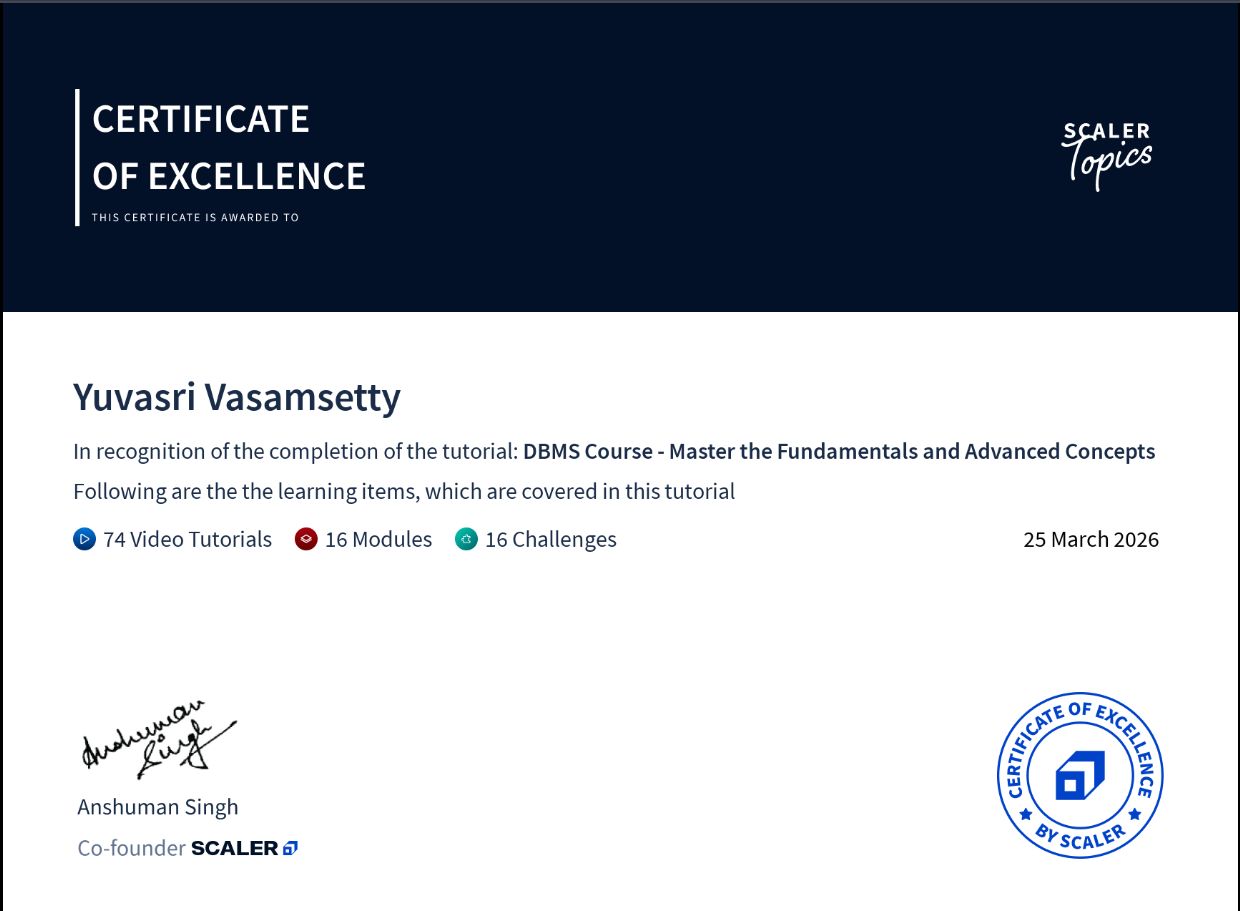 CERTIFICATE
OF EXCELLENCE
THIS CERTIFICATE IS AWARDED TO
SCALER
Topics
Yuvasri Vasamsetty
In recognition of the completion of the tutorial: DBMS Course - Master the Fundamentals and Advanced Concepts
Following are the the learning items, which are covered in this tutorial
74 Video Tutorials 16 Modules 16 Challenges 25 March 2026
Anshuman
Singh
Anshuman Singh
Co-founder SCALER
CERTIFICATE OF EXCELLENCE
BY SCALER